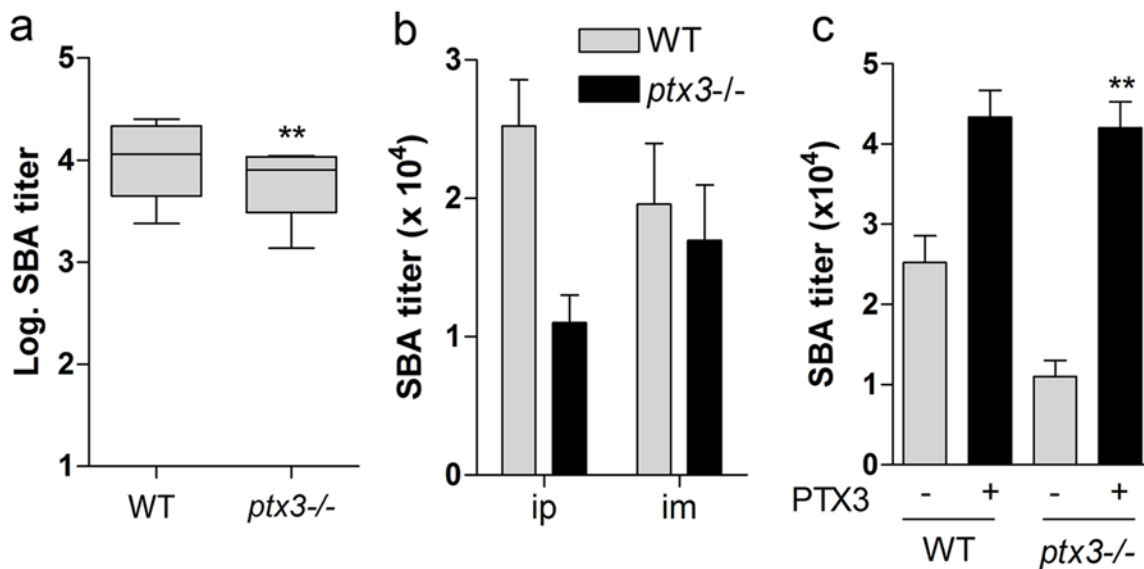 a
Log. SBA titer
5
4
3
2
1
WT
ptx3-/-
**
b
SBA titer (x 10⁴)
3
2
1
0
ip
im
WT
ptx3-/-
c
SBA titer (x10⁴)
5
4
3
2
1
0
**
PTX3 - + - +
WT ptx3-/-